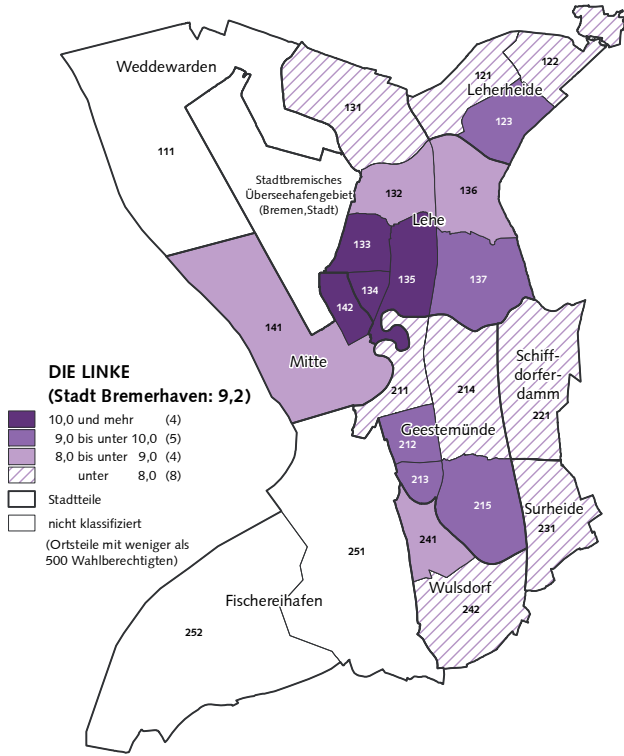 Weddewarden
121
122
Leherheide
131
123
111
Stadtbremisches
Überseehafengebiet
(Bremen,Stadt)
132
136
Lehe
133
134
135
137
142
141
Mitte
DIE LINKE
(Stadt Bremerhaven: 9,2)
10,0 und mehr (4)
9,0 bis unter 10,0 (5)
8,0 bis unter 9,0 (4)
unter 8,0 (8)
Stadtteile
nicht klassifiziert
(Ortsteile mit weniger als
500 Wahlberechtigten)
211
214
Schiff-
dorfer-
damm
221
Geestemünde
212
213
215
Surheide
231
241
251
Wulsdorf
242
Fischereihafen
252